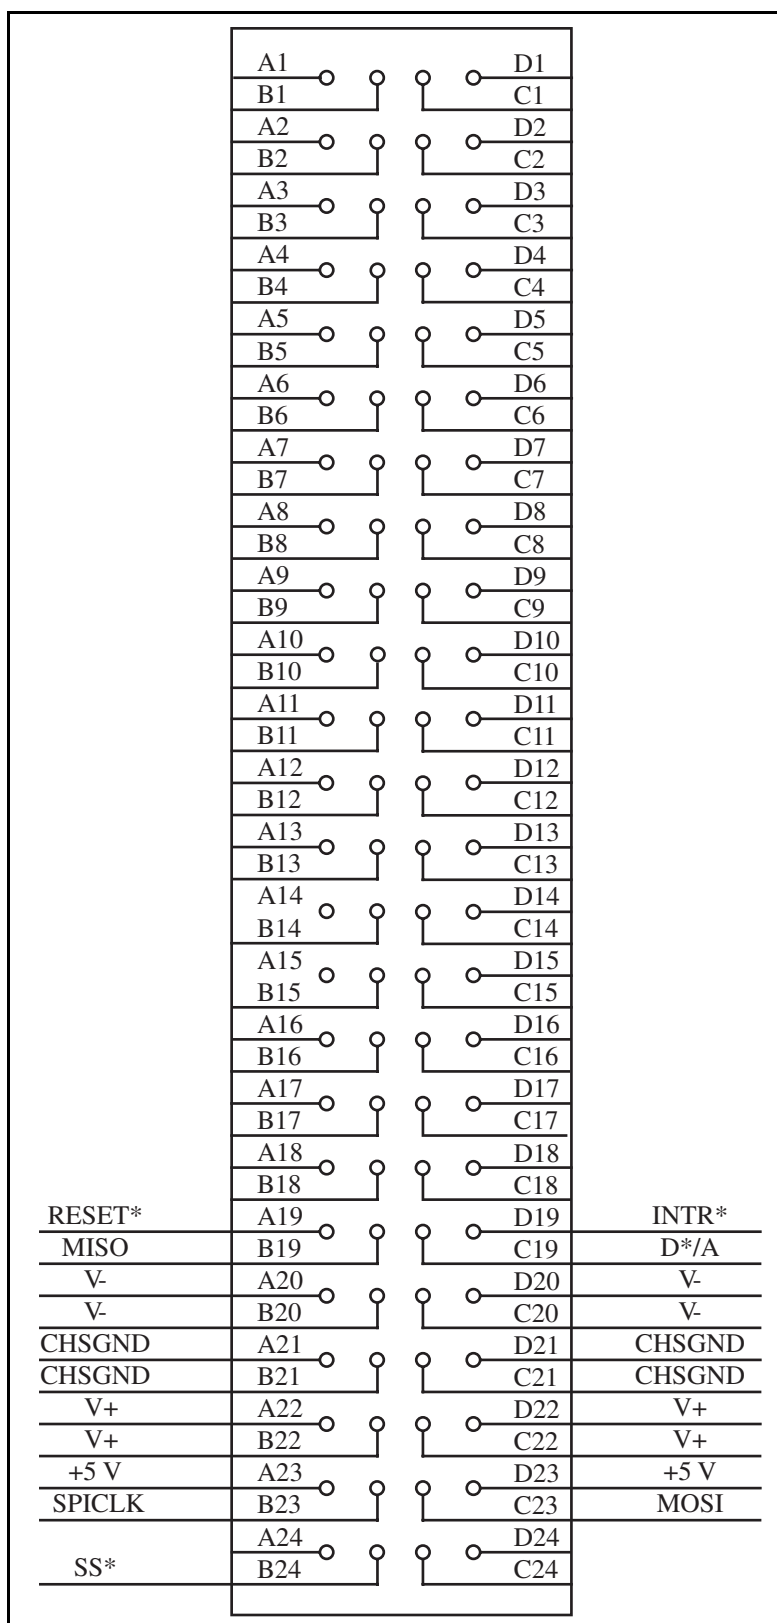 A1 D1
B1 C1
A2 D2
B2 C2
A3 D3
B3 C3
A4 D4
B4 C4
A5 D5
B5 C5
A6 D6
B6 C6
A7 D7
B7 C7
A8 D8
B8 C8
A9 D9
B9 C9
A10 D10
B10 C10
A11 D11
B11 C11
A12 D12
B12 C12
A13 D13
B13 C13
A14 D14
B14 C14
A15 D15
B15 C15
A16 D16
B16 C16
A17 D17
B17 C17
A18 D18
B18 C18
RESET* A19 D19 INTR*
MISO B19 C19 D*/A
V- A20 D20 V-
V- B20 C20 V-
CHSGND A21 D21 CHSGND
CHSGND B21 C21 CHSGND
V+ A22 D22 V+
V+ B22 C22 V+
+5 V A23 D23 +5 V
SPICLK B23 C23 MOSI
A24 D24
SS* B24 C24